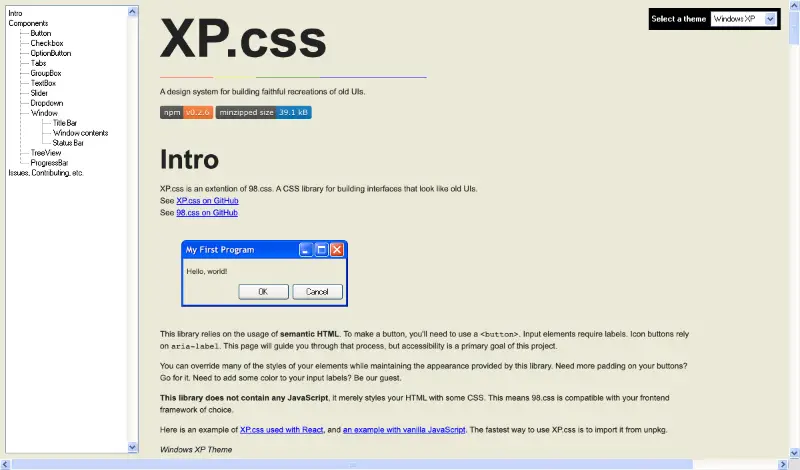 Intro
Components
Button
Checkbox
OptionButton
Tabs
GroupBox
TextBox
Slider
Dropdown
Window
Title Bar
Window contents
Status Bar
TreeView
ProgressBar
Issues, Contributing, etc.
Select a theme Windows XP
XP.css
A design system for building faithful recreations of old UIs.
npm v0.2.6 minzipped size 39.1 kB
Intro
XP.css is an extention of 98.css. A CSS library for building interfaces that look like old UIs.
See XP.css on GitHub
See 98.css on GitHub
My First Program
Hello, world!
OK Cancel
This library relies on the usage of semantic HTML. To make a button, you'll need to use a <button>. Input elements require labels. Icon buttons rely
on aria-label. This page will guide you through that process, but accessibility is a primary goal of this project.
You can override many of the styles of your elements while maintaining the appearance provided by this library. Need more padding on your buttons?
Go for it. Need to add some color to your input labels? Be our guest.
This library does not contain any JavaScript, it merely styles your HTML with some CSS. This means 98.css is compatible with your frontend
framework of choice.
Here is an example of XP.css used with React, and an example with vanilla JavaScript. The fastest way to use XP.css is to import it from unpkg.
Windows XP Theme